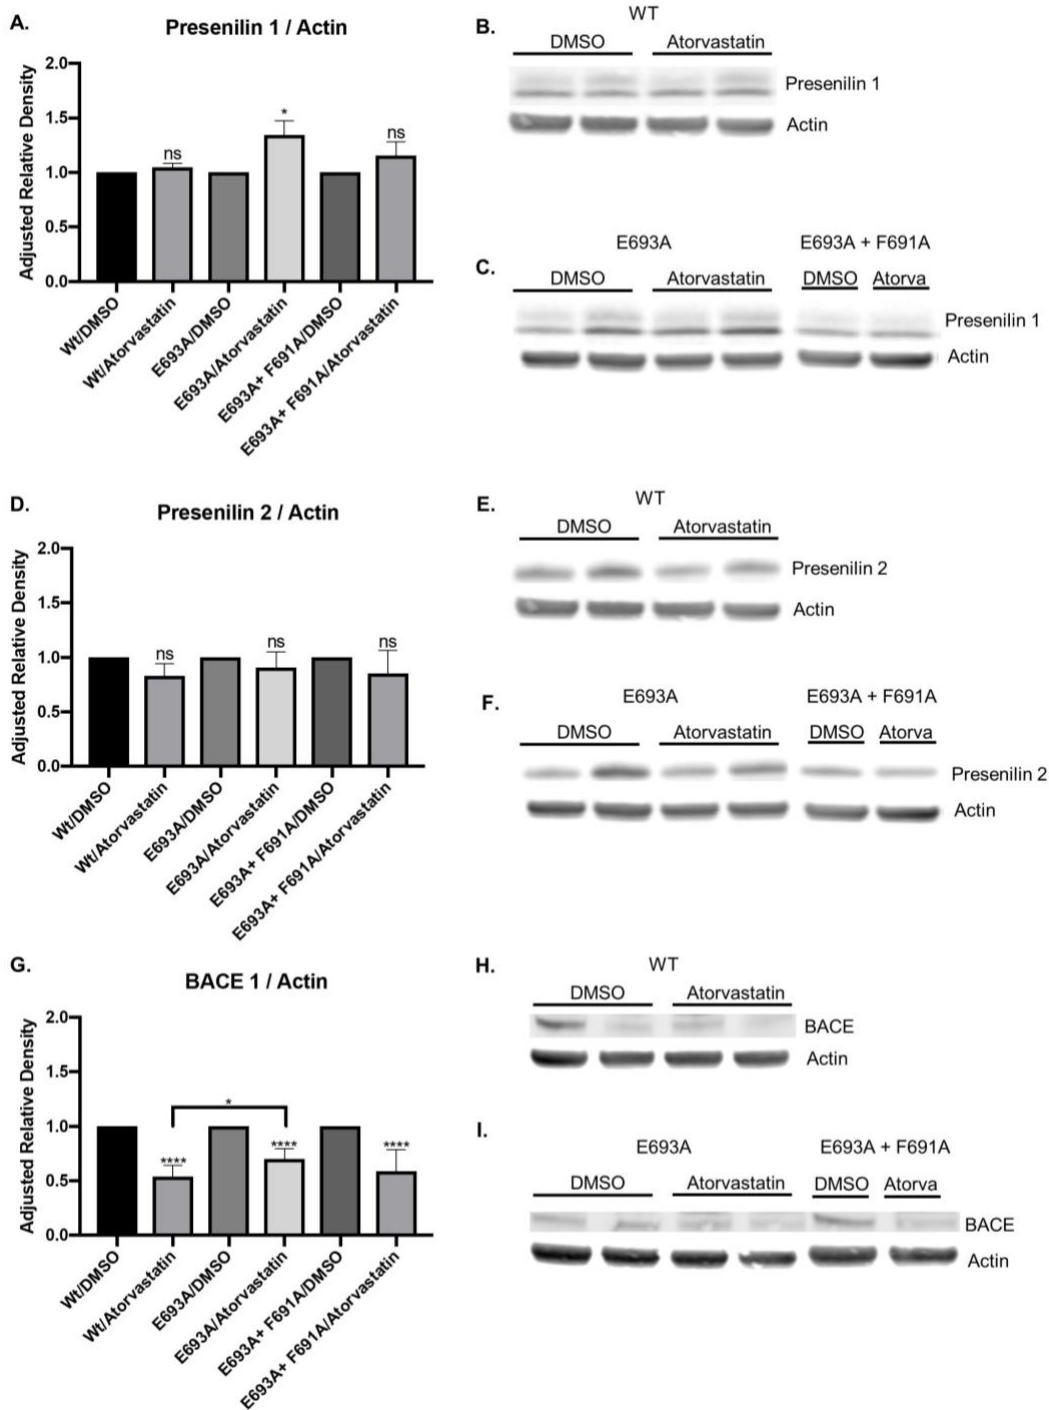 A.
Presenilin 1 / Actin
Adjusted Relative Density
2.0
1.5
1.0
0.5
0.0
ns
*
ns
Wt/DMSO
Wt/Atorvastatin
E693A/DMSO
E693A/Atorvastatin
E693A+ F691A/DMSO
E693A+ F691A/Atorvastatin
B.
WT
DMSO Atorvastatin
Presenilin 1
Actin
C.
E693A E693A + F691A
DMSO Atorvastatin DMSO Atorva
Presenilin 1
Actin
D.
Presenilin 2 / Actin
Adjusted Relative Density
2.0
1.5
1.0
0.5
0.0
ns
ns
ns
Wt/DMSO
Wt/Atorvastatin
E693A/DMSO
E693A/Atorvastatin
E693A+ F691A/DMSO
E693A+ F691A/Atorvastatin
E.
WT
DMSO Atorvastatin
Presenilin 2
Actin
F.
E693A E693A + F691A
DMSO Atorvastatin DMSO Atorva
Presenilin 2
Actin
G.
BACE 1 / Actin
Adjusted Relative Density
2.0
1.5
1.0
0.5
0.0
*
****
****
****
Wt/DMSO
Wt/Atorvastatin
E693A/DMSO
E693A/Atorvastatin
E693A+ F691A/DMSO
E693A+ F691A/Atorvastatin
H.
WT
DMSO Atorvastatin
BACE
Actin
I.
E693A E693A + F691A
DMSO Atorvastatin DMSO Atorva
BACE
Actin